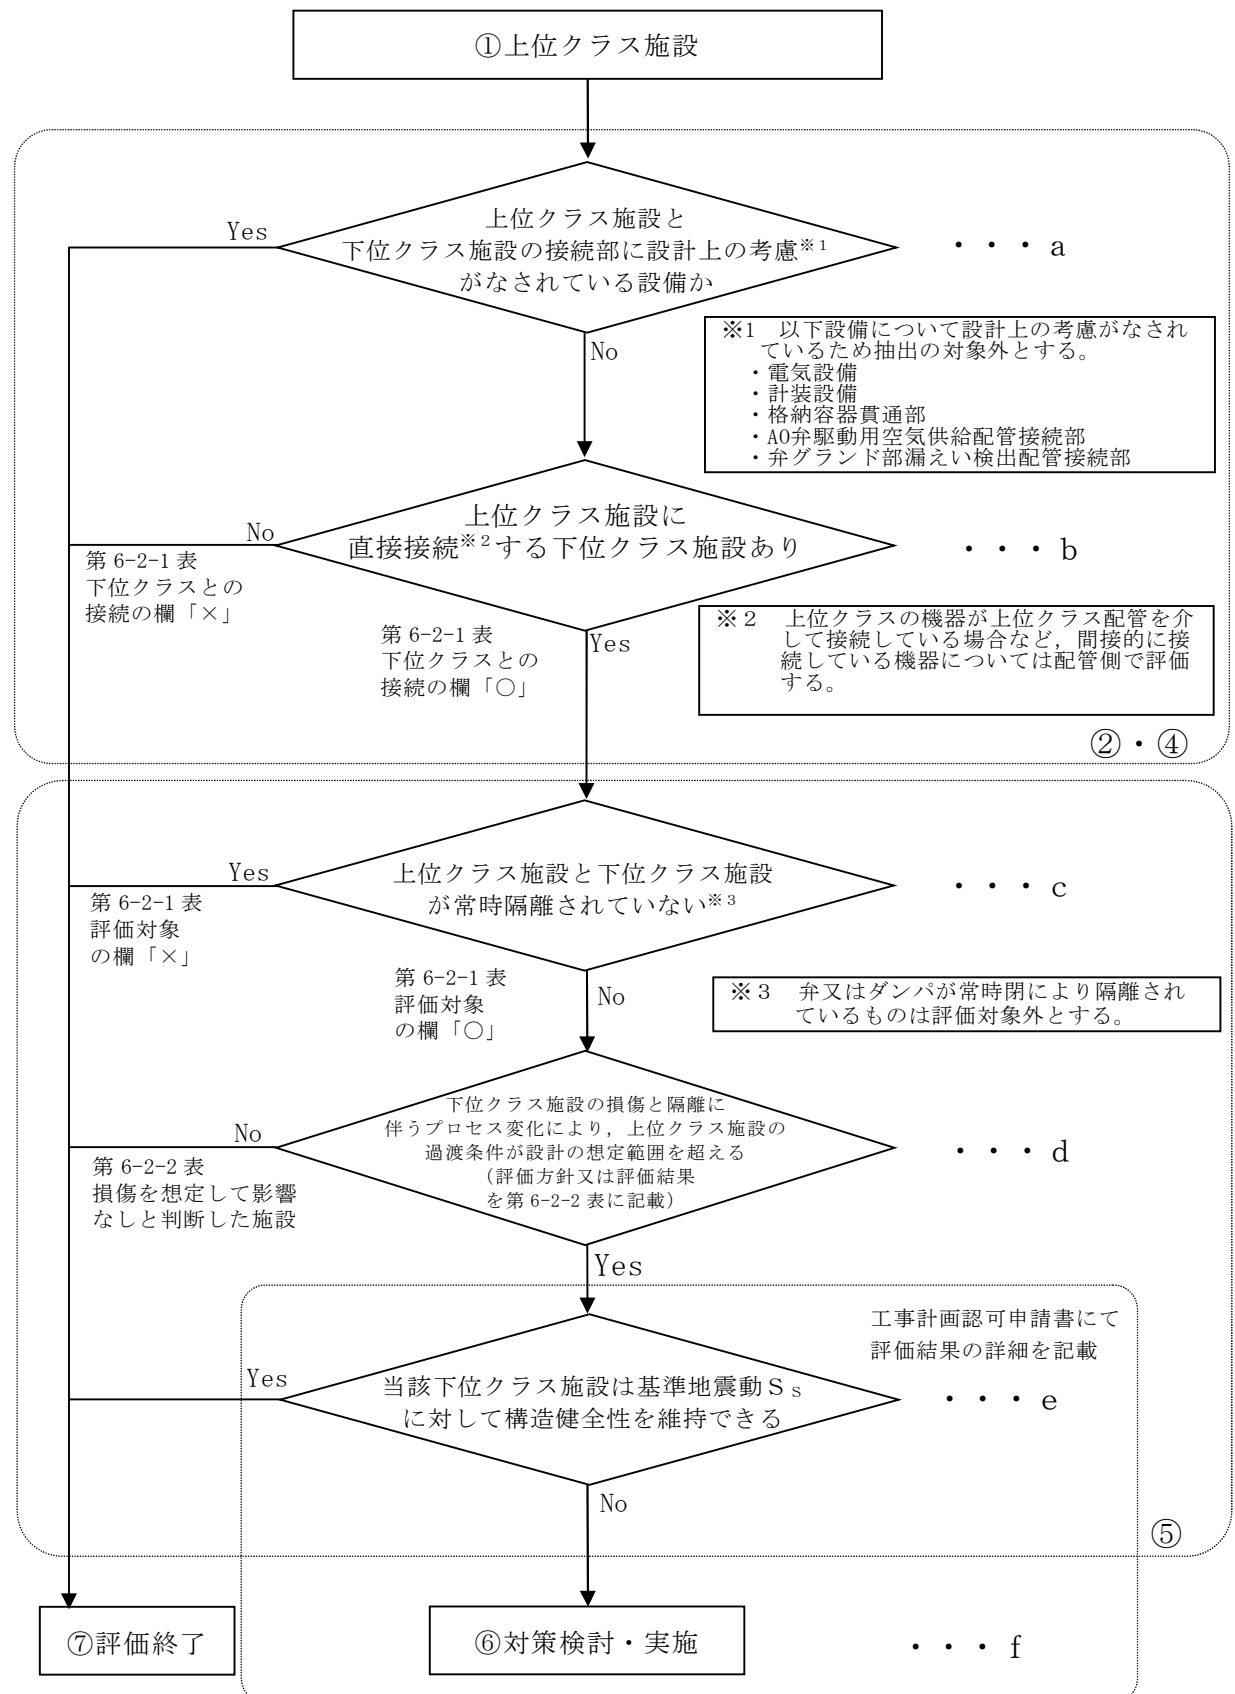 ①上位クラス施設
上位クラス施設と
下位クラス施設の接続部に設計上の考慮※1
がなされている設備か
Yes
・・・a
No
※1 以下設備について設計上の考慮がなされ
ているため抽出の対象外とする。
・電気設備
・計装設備
・格納容器貫通部
・AO弁駆動用空気供給配管接続部
・弁グランド部漏えい検出配管接続部
上位クラス施設に
直接接続※2する下位クラス施設あり
No
・・・b
第 6-2-1 表
下位クラスとの
接続の欄「×」
第 6-2-1 表
下位クラスとの
接続の欄「○」
Yes
※2 上位クラスの機器が上位クラス配管を介
して接続している場合など，間接的に接
続している機器については配管側で評価
する。
②・④
上位クラス施設と下位クラス施設
が常時隔離されていない※3
Yes
・・・c
第 6-2-1 表
評価対象
の欄「×」
第 6-2-1 表
評価対象
の欄「○」
No
※3 弁又はダンパが常時閉により隔離され
ているものは評価対象外とする。
下位クラス施設の損傷と隔離に
伴うプロセス変化により，上位クラス施設の
過渡条件が設計の想定範囲を超える
（評価方針又は評価結果
を第 6-2-2 表に記載）
No
・・・d
第 6-2-2 表
損傷を想定して影響
なしと判断した施設
Yes
工事計画認可申請書にて
評価結果の詳細を記載
当該下位クラス施設は基準地震動Ｓｓ
に対して構造健全性を維持できる
Yes
・・・e
No
⑤
⑦評価終了
⑥対策検討・実施
・・・f